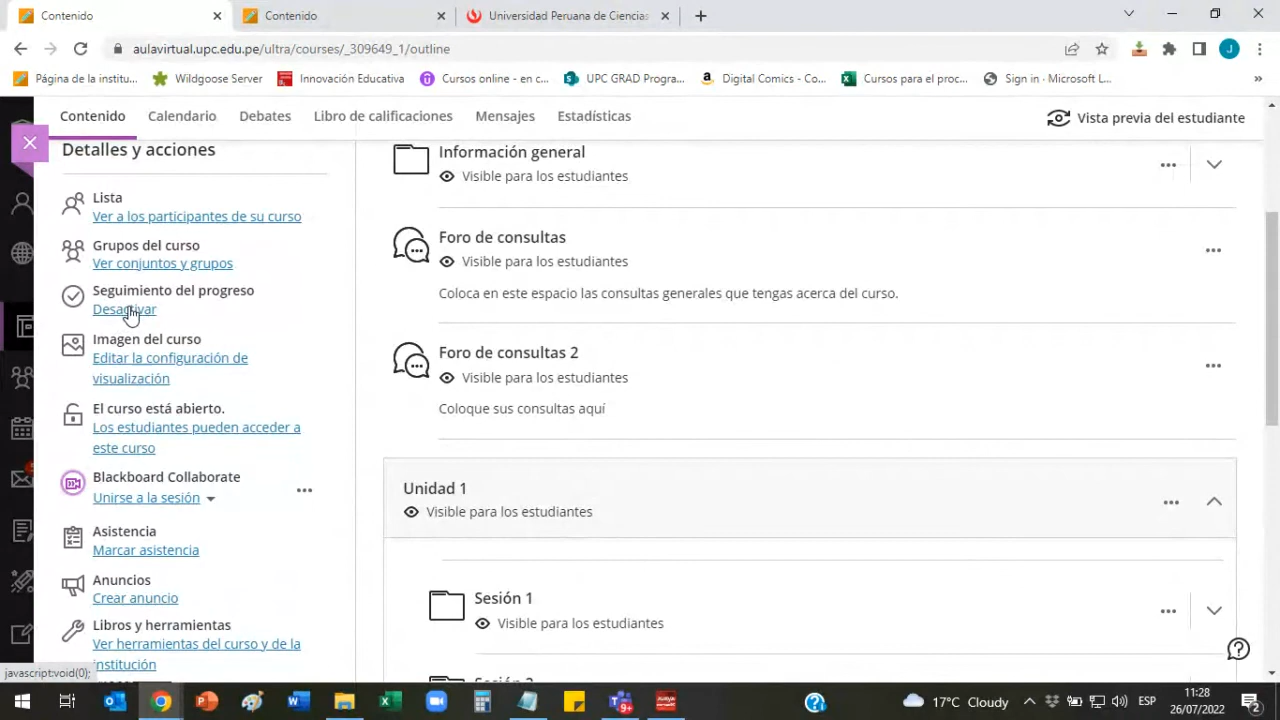 Contenido
Contenido
Universidad Peruana de Ciencias
aulavirtual.upc.edu.pe/ultra/courses/_309649_1/outline
J
Página de la institu...
Wildgoose Server
Innovación Educativa
Cursos online - en c...
UPC GRAD Progra...
Digital Comics - Co...
Cursos para el proc...
Sign in - Microsoft L...
»
Contenido
Calendario
Debates
Libro de calificaciones
Mensajes
Estadísticas
Vista previa del estudiante
Detalles y acciones
Lista
Ver a los participantes de su curso
Grupos del curso
Ver conjuntos y grupos
Seguimiento del progreso
Desactivar
Imagen del curso
Editar la configuración de
visualización
El curso está abierto.
Los estudiantes pueden acceder a
este curso
Blackboard Collaborate
Unirse a la sesión
Asistencia
Marcar asistencia
Anuncios
Crear anuncio
Libros y herramientas
Ver herramientas del curso y de la
institución
Información general
Visible para los estudiantes
Foro de consultas
Visible para los estudiantes
Coloca en este espacio las consultas generales que tengas acerca del curso.
Foro de consultas 2
Visible para los estudiantes
Coloque sus consultas aquí
Unidad 1
Visible para los estudiantes
Sesión 1
Visible para los estudiantes
javascript:void(0);
17°C Cloudy
ESP
11:28
26/07/2022